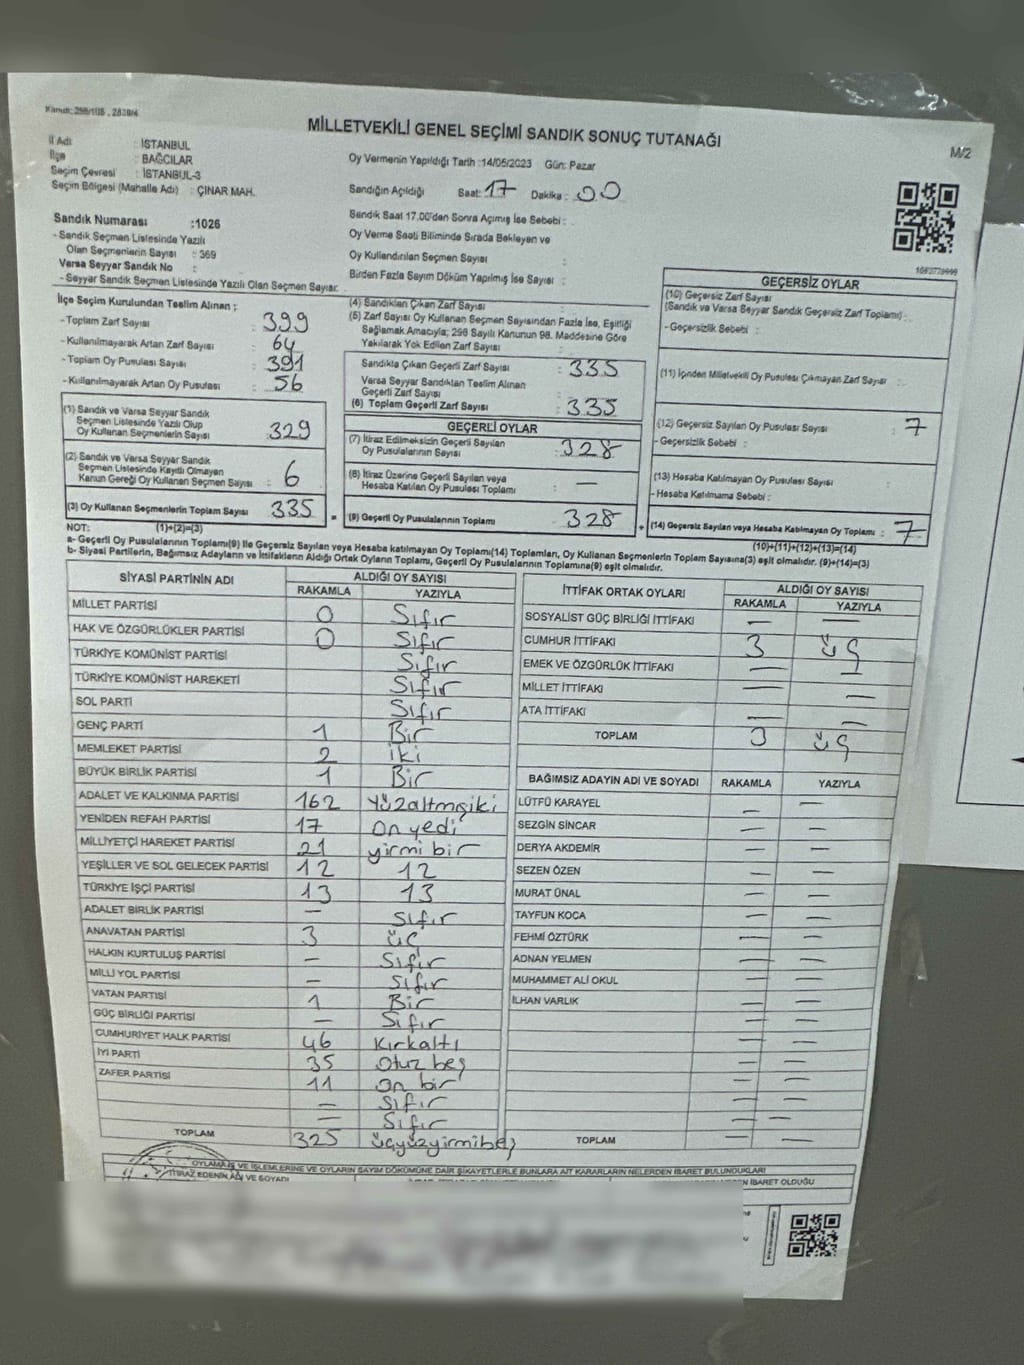 Kanun: 298/105 , 2839/4
MİLLETVEKİLİ GENEL SEÇİMİ SANDIK SONUÇ TUTANAĞI
M/2
İl Adı : İSTANBUL
İlçe : BAĞCILAR
Seçim Çevresi : İSTANBUL-3
Seçim Bölgesi (Mahalle Adı) : ÇINAR MAH.
Sandık Numarası :1026
- Sandık Seçmen Listesinde Yazılı
Olan Seçmenlerin Sayısı : 369
Varsa Seyyar Sandık No :
- Seyyar Sandık Seçmen Listesinde Yazılı Olan Seçmen Sayısı:
Oy Vermenin Yapıldığı Tarih :14/05/2023 Gün: Pazar
Sandığın Açıldığı Saat: 17 Dakika : 00
Sandık Saat 17.00'den Sonra Açımış İse Sebebi :
Oy Verme Saati Bitiminde Sırada Bekleyen ve
Oy Kullandırılan Seçmen Sayısı :
Birden Fazla Sayım Döküm Yapılmış İse Sayısı :
1082779999
İlçe Seçim Kurulundan Teslim Alınan ;
- Toplam Zarf Sayısı : 399
- Kullanılmayarak Artan Zarf Sayısı : 64
- Toplam Oy Pusulası Sayısı : 391
- Kullanılmayarak Artan Oy Pusulası : 56
(1) Sandık ve Varsa Seyyar Sandık
Seçmen Listesinde Yazılı Olup
Oy Kullanan Seçmenlerin Sayısı : 329
(2) Sandık ve Varsa Seyyar Sandık
Seçmen Listesinde Kayıtlı Olmayan
Kanun Gereği Oy Kullanan Seçmen Sayısı : 6
(3) Oy Kullanan Seçmenlerin Toplam Sayısı : 335
(4) Sandıktan Çıkan Zarf Sayısı :
(5) Zarf Sayısı Oy Kullanan Seçmen Sayısından Fazla İse, Eşitliği
Sağlamak Amacıyla; 298 Sayılı Kanunun 98. Maddesine Göre
Yakılarak Yok Edilen Zarf Sayısı :
Sandıkta Çıkan Geçerli Zarf Sayısı : 335
Varsa Seyyar Sandıktan Teslim Alınan
Geçerli Zarf Sayısı :
(6) Toplam Geçerli Zarf Sayısı : 335
GEÇERLİ OYLAR
(7) İtiraz Edilmeksizin Geçerli Sayılan
Oy Pusulalarının Sayısı : 328
(8) İtiraz Üzerine Geçerli Sayılan veya
Hesaba Katılan Oy Pusulası Toplamı : —
= (9) Geçerli Oy Pusulalarının Toplamı : 328
GEÇERSİZ OYLAR
(10) Geçersiz Zarf Sayısı
(Sandık ve Varsa Seyyar Sandık Geçersiz Zarf Toplamı) :
- Geçersizlik Sebebi :
(11) İçinden Milletvekili Oy Pusulası Çıkmayan Zarf Sayısı :
(12) Geçersiz Sayılan Oy Pusulası Sayısı : 7
- Geçersizlik Sebebi :
(13) Hesaba Katılmayan Oy Pusulası Sayısı :
- Hesaba Katılmama Sebebi :
+ (14) Geçersiz Sayılan veya Hesaba Katılmayan Oy Toplamı : 7
NOT: (1)+(2)=(3)
(10)+(11)+(12)+(13)=(14)
a- Geçerli Oy Pusulalarının Toplamı(9) ile Geçersiz Sayılan veya Hesaba katılmayan Oy Toplamı(14) Toplamları, Oy Kullanan Seçmenlerin Toplam Sayısına(3) eşit olmalıdır. (9)+(14)=(3)
b- Siyasi Partilerin, Bağımsız Adayların ve İttifakların Aldığı Ortak Oyların Toplamı, Geçerli Oy Pusulalarının Toplamına(9) eşit olmalıdır.
SİYASİ PARTİNİN ADI ALDIĞI OY SAYISI
RAKAMLA YAZIYLA
MİLLET PARTİSİ 0 Sıfır
HAK VE ÖZGÜRLÜKLER PARTİSİ 0 Sıfır
TÜRKİYE KOMÜNİST PARTİSİ Sıfır
TÜRKİYE KOMÜNİST HAREKETİ Sıfır
SOL PARTİ Sıfır
GENÇ PARTİ 1 Bir
MEMLEKET PARTİSİ 2 iki
BÜYÜK BİRLİK PARTİSİ 1 Bir
ADALET VE KALKINMA PARTİSİ 162 Yüzaltmışiki
YENİDEN REFAH PARTİSİ 17 On yedi
MİLLİYETÇİ HAREKET PARTİSİ 21 yirmi bir
YEŞİLLER VE SOL GELECEK PARTİSİ 12 12
TÜRKİYE İŞÇİ PARTİSİ 13 13
ADALET BİRLİK PARTİSİ – Sıfır
ANAVATAN PARTİSİ 3 üç
HALKIN KURTULUŞ PARTİSİ – Sıfır
MİLLİ YOL PARTİSİ – Sıfır
VATAN PARTİSİ 1 Bir
GÜÇ BİRLİĞİ PARTİSİ – Sıfır
CUMHURİYET HALK PARTİSİ 46 Kırkaltı
İYİ PARTİ 35 Otuz beş
ZAFER PARTİSİ 11 On bir
– Sıfır
– Sıfır
TOPLAM 325 üçyüzyirmibeş
İTTİFAK ORTAK OYLARI ALDIĞI OY SAYISI
RAKAMLA YAZIYLA
SOSYALİST GÜÇ BİRLİĞİ İTTİFAKI — —
CUMHUR İTTİFAKI 3 üç
EMEK VE ÖZGÜRLÜK İTTİFAKI — —
MİLLET İTTİFAKI — —
ATA İTTİFAKI — —
TOPLAM 3 üç
BAĞIMSIZ ADAYIN ADI VE SOYADI RAKAMLA YAZIYLA
LÜTFÜ KARAYEL — —
SEZGİN SİNCAR — —
DERYA AKDEMİR — —
SEZEN ÖZEN — —
MURAT ÜNAL — —
TAYFUN KOCA — —
FEHMİ ÖZTÜRK — —
ADNAN YELMEN — —
MUHAMMET ALİ OKUL — —
İLHAN VARLIK — —
— —
— —
— —
— —
— —
— —
TOPLAM — —
OYLAMA İŞ VE İŞLEMLERİNE VE OYLARIN SAYIM DÖKÜMÜNE DAİR ŞİKAYETLERLE BUNLARA AİT KARARLARIN NELERDEN İBARET BULUNDUKLARI
İTİRAZ EDENİN ADI VE SOYADI
İBARET OLDUĞU